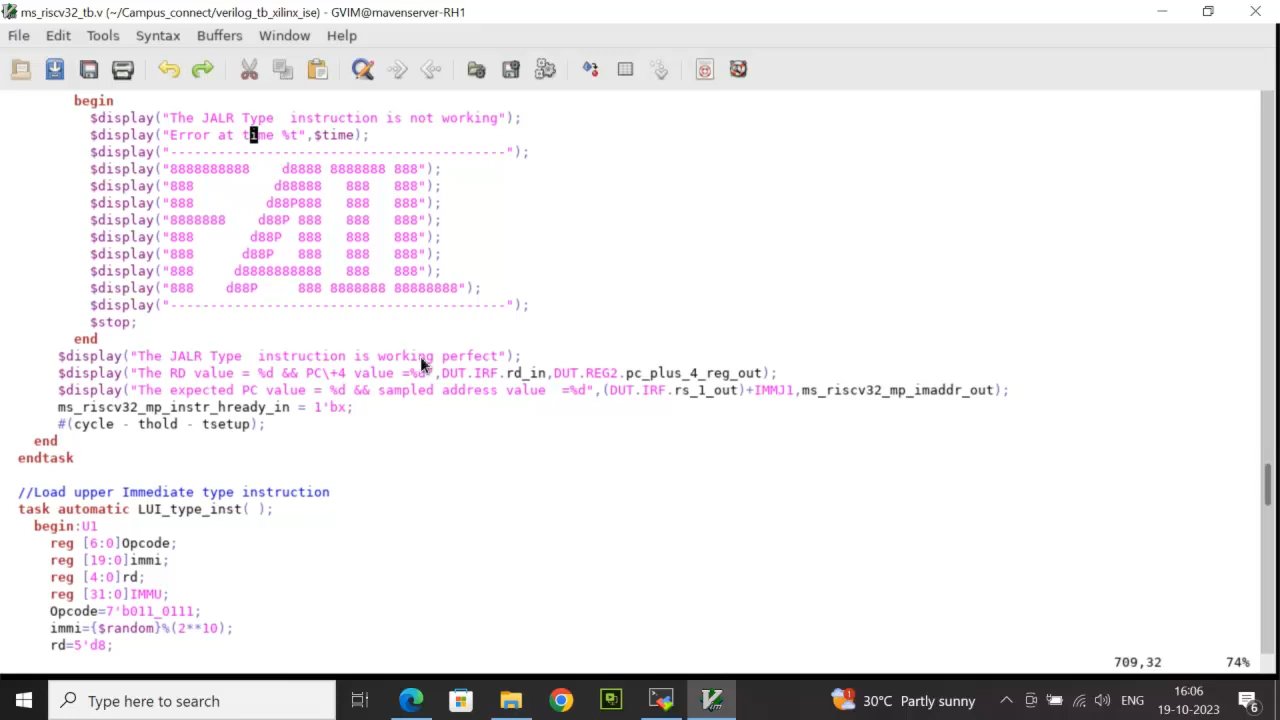 ms_riscv32_tb.v (~/Campus_connect/verilog_tb_xilinx_ise) - GVIM@mavenserver-RH1
File Edit Tools Syntax Buffers Window Help
begin
$display("The JALR Type  instruction is not working");
$display("Error at time %t",$time);
$display("------------------------------------------");
$display("8888888888    d8888 8888888 888");
$display("888          d88888   888   888");
$display("888         d88P888   888   888");
$display("8888888    d88P 888   888   888");
$display("888       d88P  888   888   888");
$display("888      d88P   888   888   888");
$display("888     d8888888888   888   888");
$display("888    d88P     888 8888888 88888888");
$display("------------------------------------------");
$stop;
end
$display("The JALR Type  instruction is working perfect");
$display("The RD value = %d && PC\+4 value =%d",DUT.IRF.rd_in,DUT.REG2.pc_plus_4_reg_out);
$display("The expected PC value = %d && sampled address value  =%d",(DUT.IRF.rs_1_out)+IMMJ1,ms_riscv32_mp_imaddr_out);
ms_riscv32_mp_instr_hready_in = 1'bx;
#(cycle - thold - tsetup);
end
endtask
//Load upper Immediate type instruction
task automatic LUI_type_inst( );
begin:U1
reg [6:0]Opcode;
reg [19:0]immi;
reg [4:0]rd;
reg [31:0]IMMU;
Opcode=7'b011_0111;
immi={$random}%(2**10);
rd=5'd8;
709,32 74%
Type here to search
1
30°C Partly sunny
ENG
16:06
19-10-2023
6